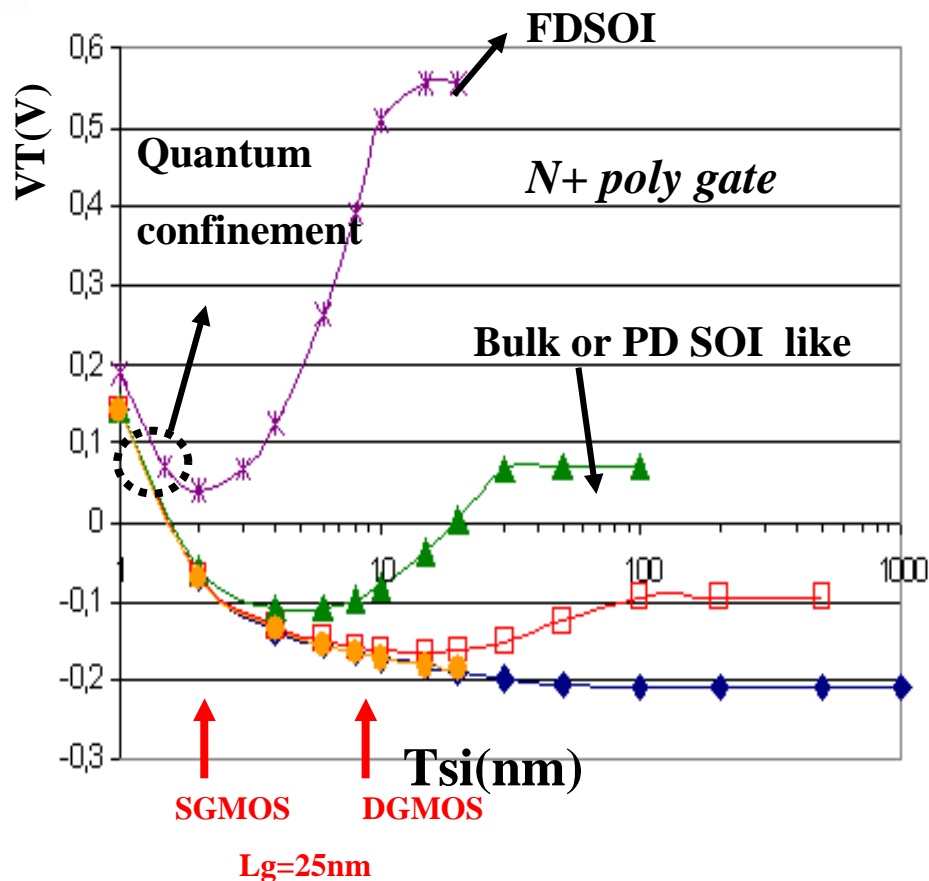 FDSOI
VT(V)
0,6
0,5
0,4
0,3
0,2
0,1
0
-0,1
-0,2
-0,3
Quantum
confinement
N+ poly gate
Bulk or PD SOI like
1
10
100
1000
Tsi(nm)
SGMOS
DGMOS
Lg=25nm